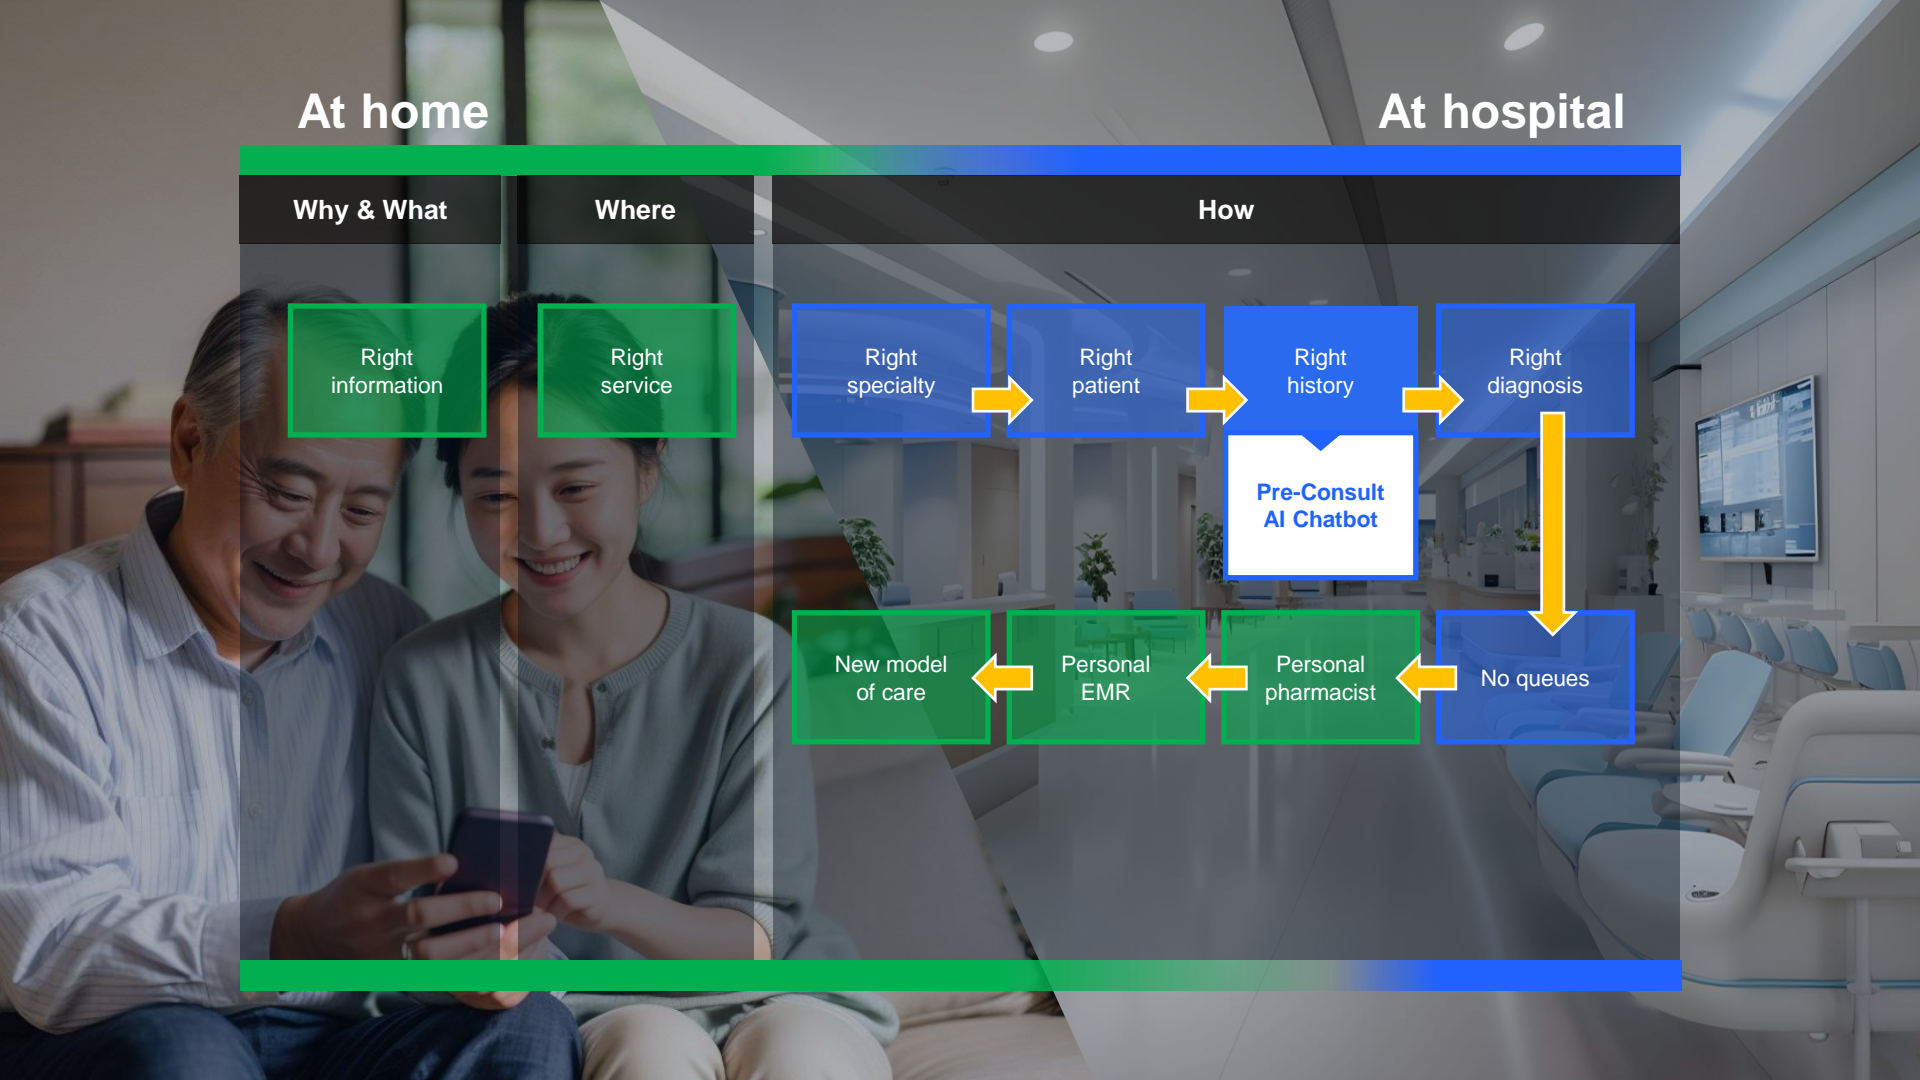 At home
At hospital
Why & What
Where
How
Right
information
Right
service
Right
specialty
Right
patient
Right
history
Right
diagnosis
Pre-Consult
AI Chatbot
New model
of care
Personal
EMR
Personal
pharmacist
No queues